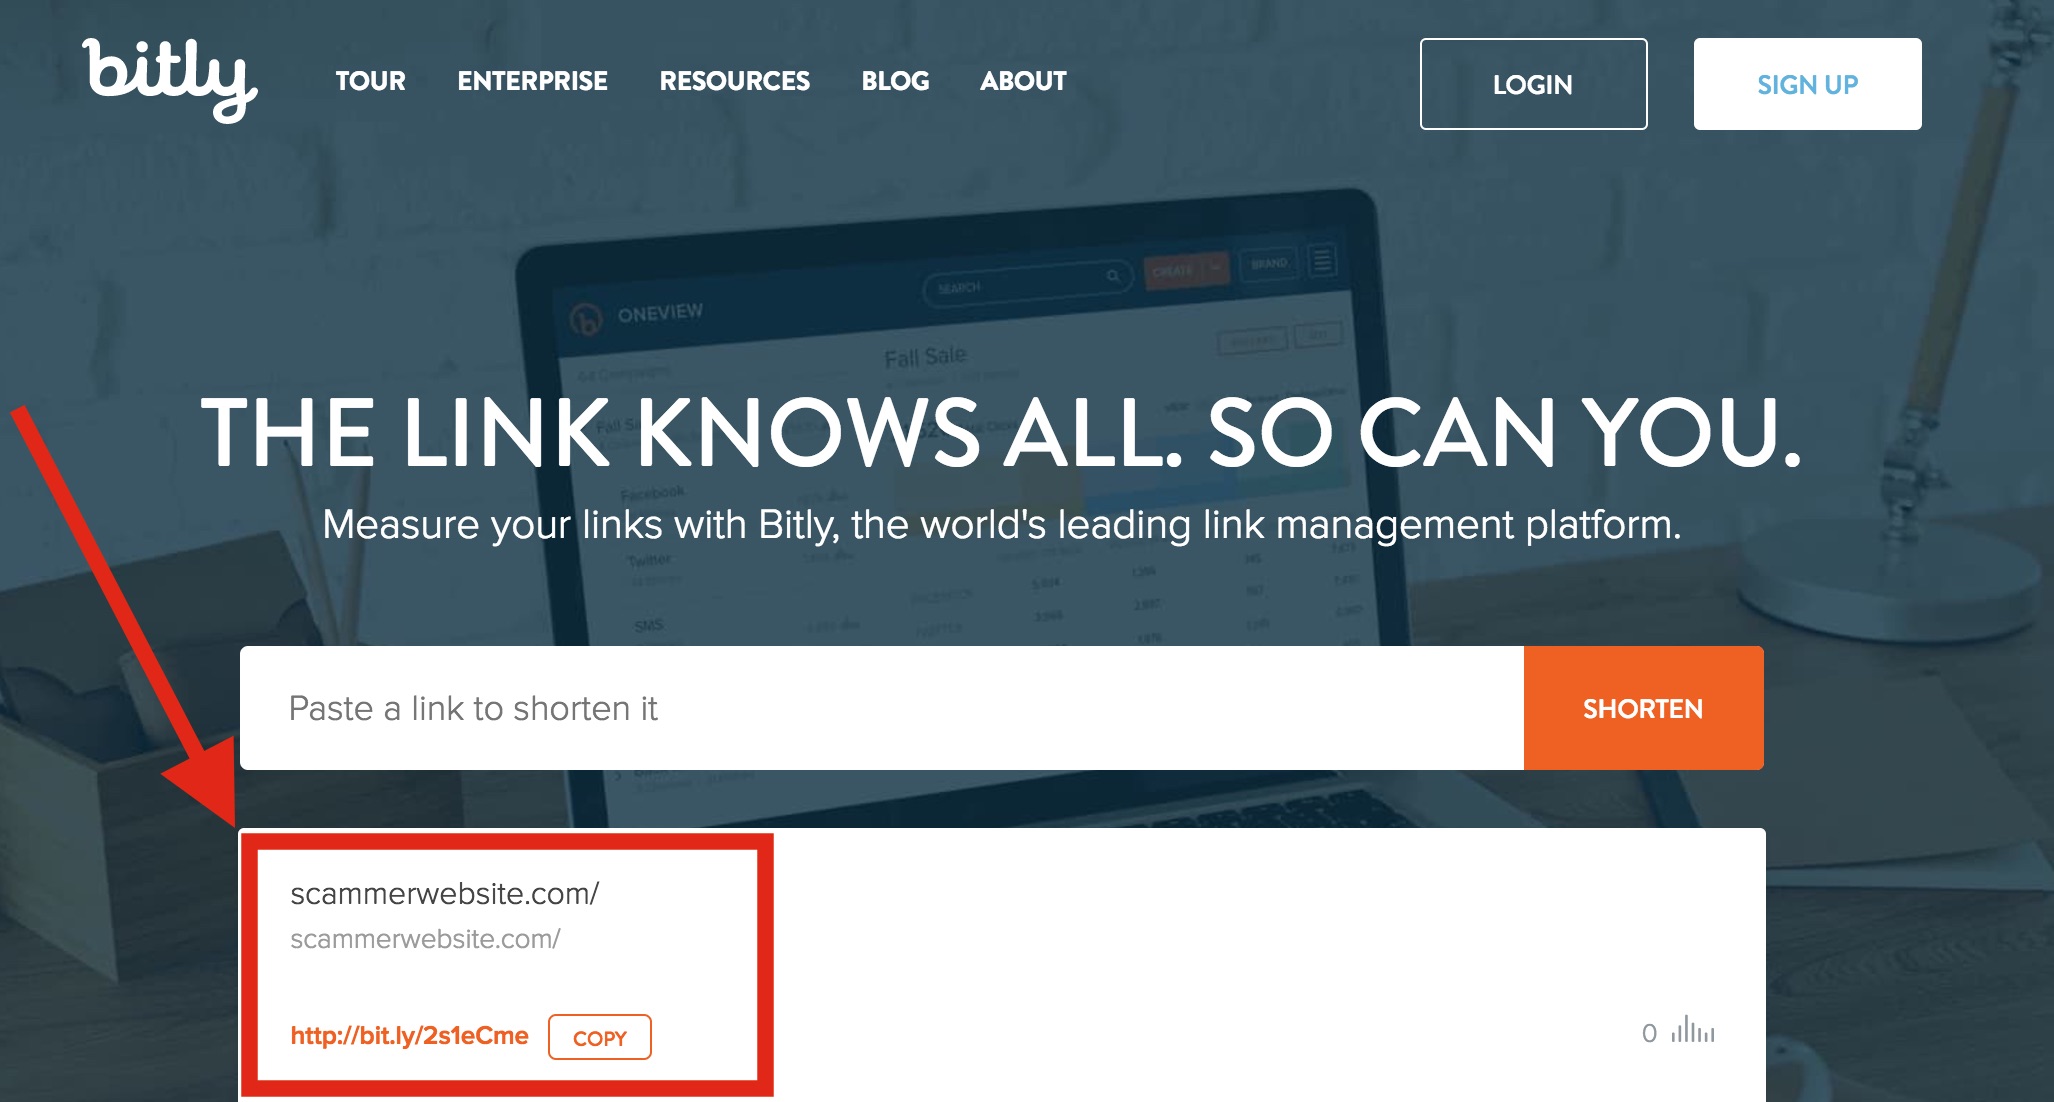 bitly TOUR ENTERPRISE RESOURCES BLOG ABOUT LOGIN SIGN UP
ONEVIEW SEARCH CREATE BRAND
Fall Sale
THE LINK KNOWS ALL. SO CAN YOU.
Facebook
Measure your links with Bitly, the world's leading link management platform.
Twitter
SMS
Paste a link to shorten it SHORTEN
scammerwebsite.com/
scammerwebsite.com/
http://bit.ly/2s1eCme COPY 0